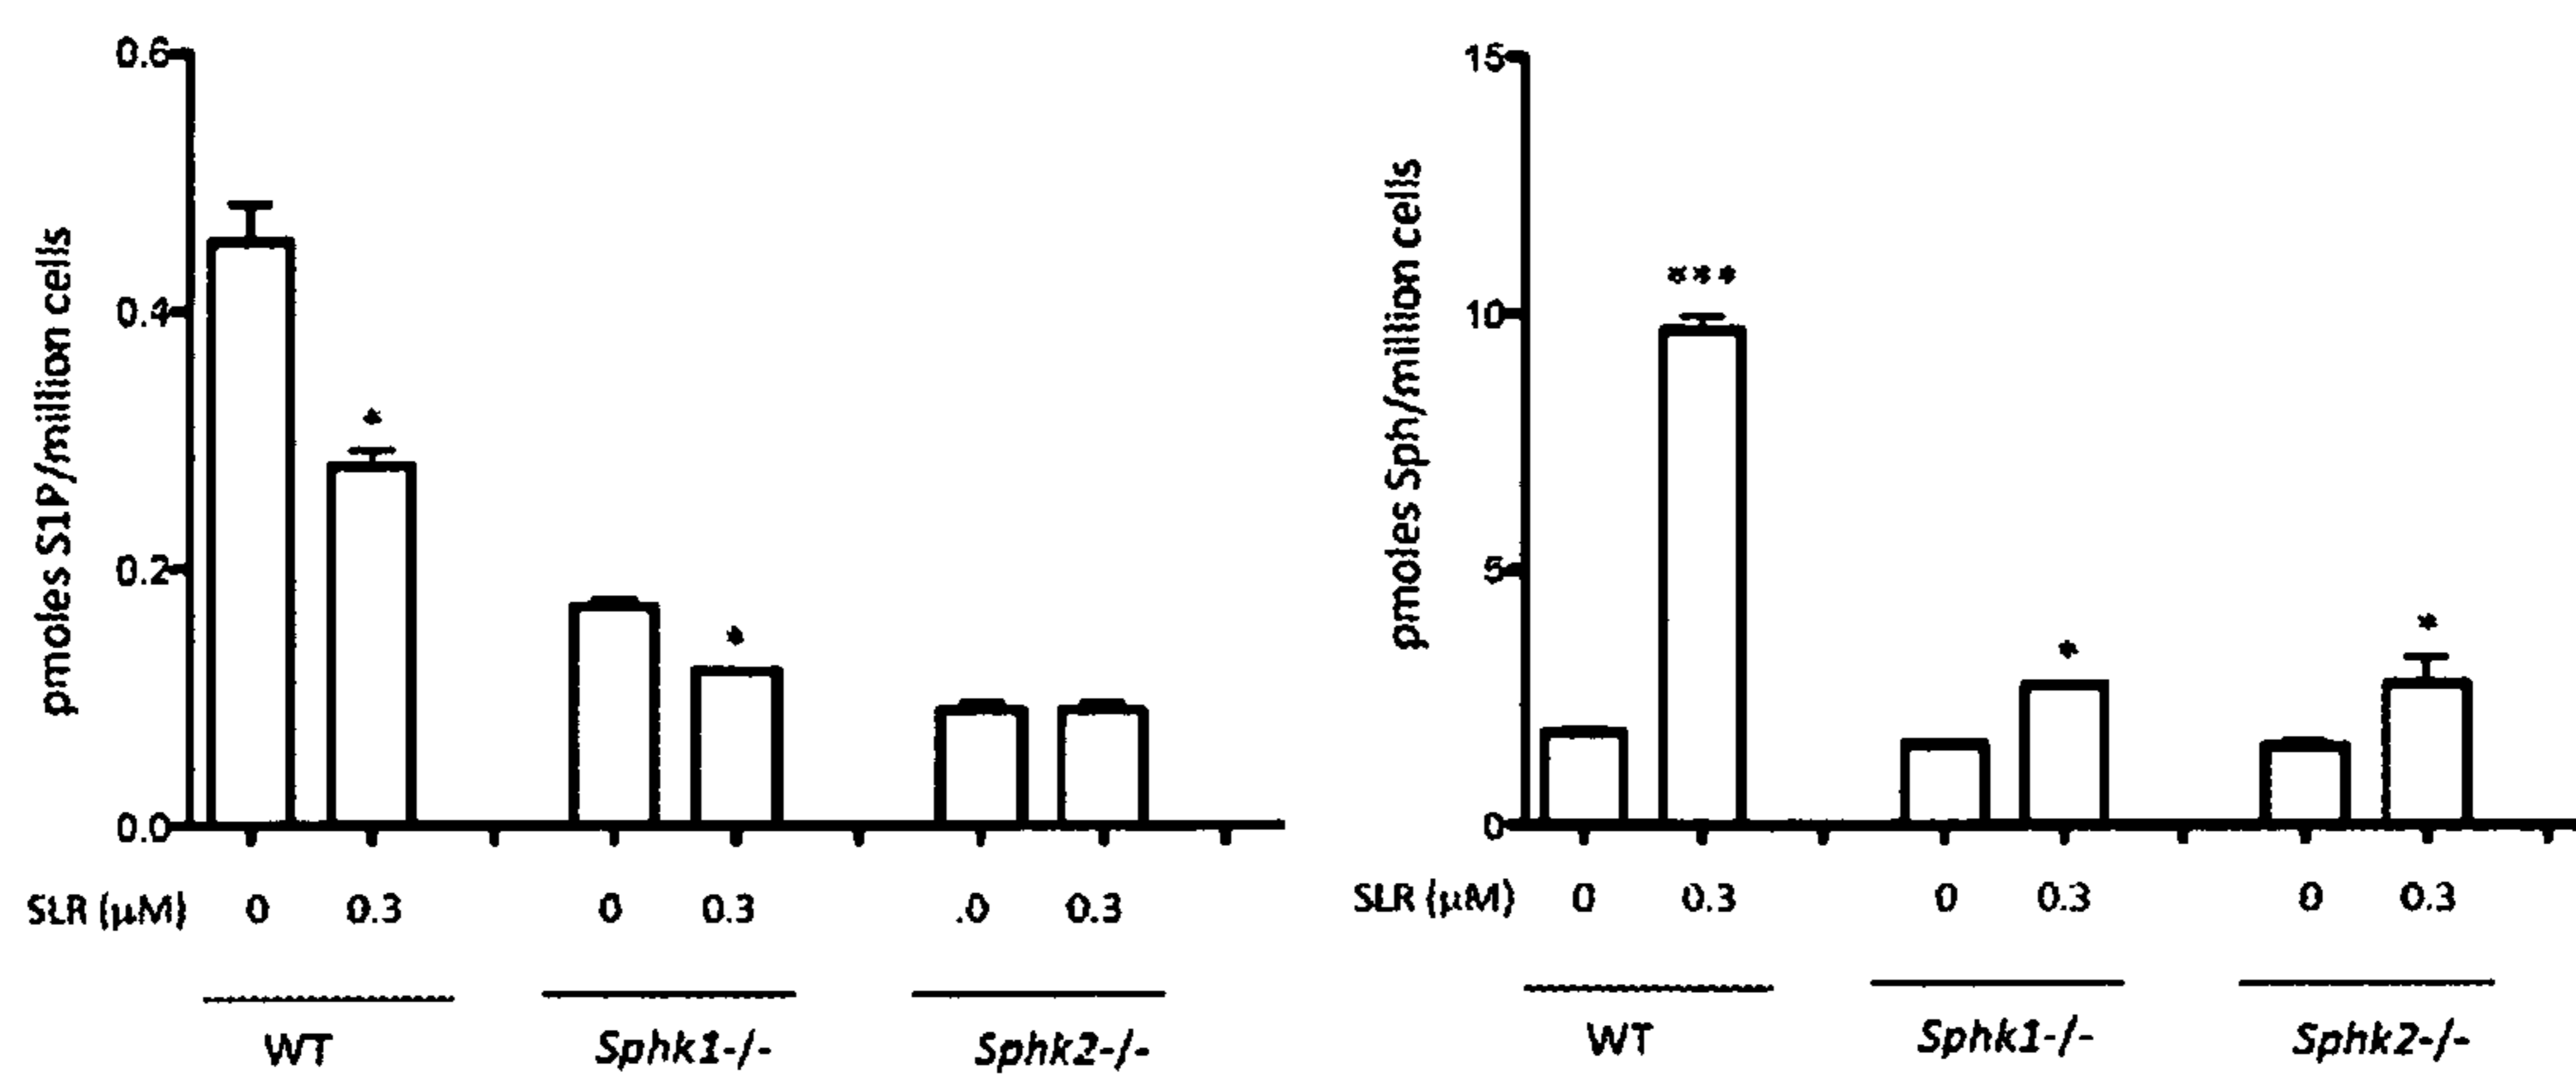 pmoles S1P/million cells
0.6
0.4
0.2
0.0
*
*
SLR (µM) 0 0.3 0 0.3 .0 0.3
WT Sphk1-/- Sphk2-/-
pmoles Sph/million cells
15
10
5
0
***
*
*
SLR (µM) 0 0.3 0 0.3 0 0.3
WT Sphk1-/- Sphk2-/-